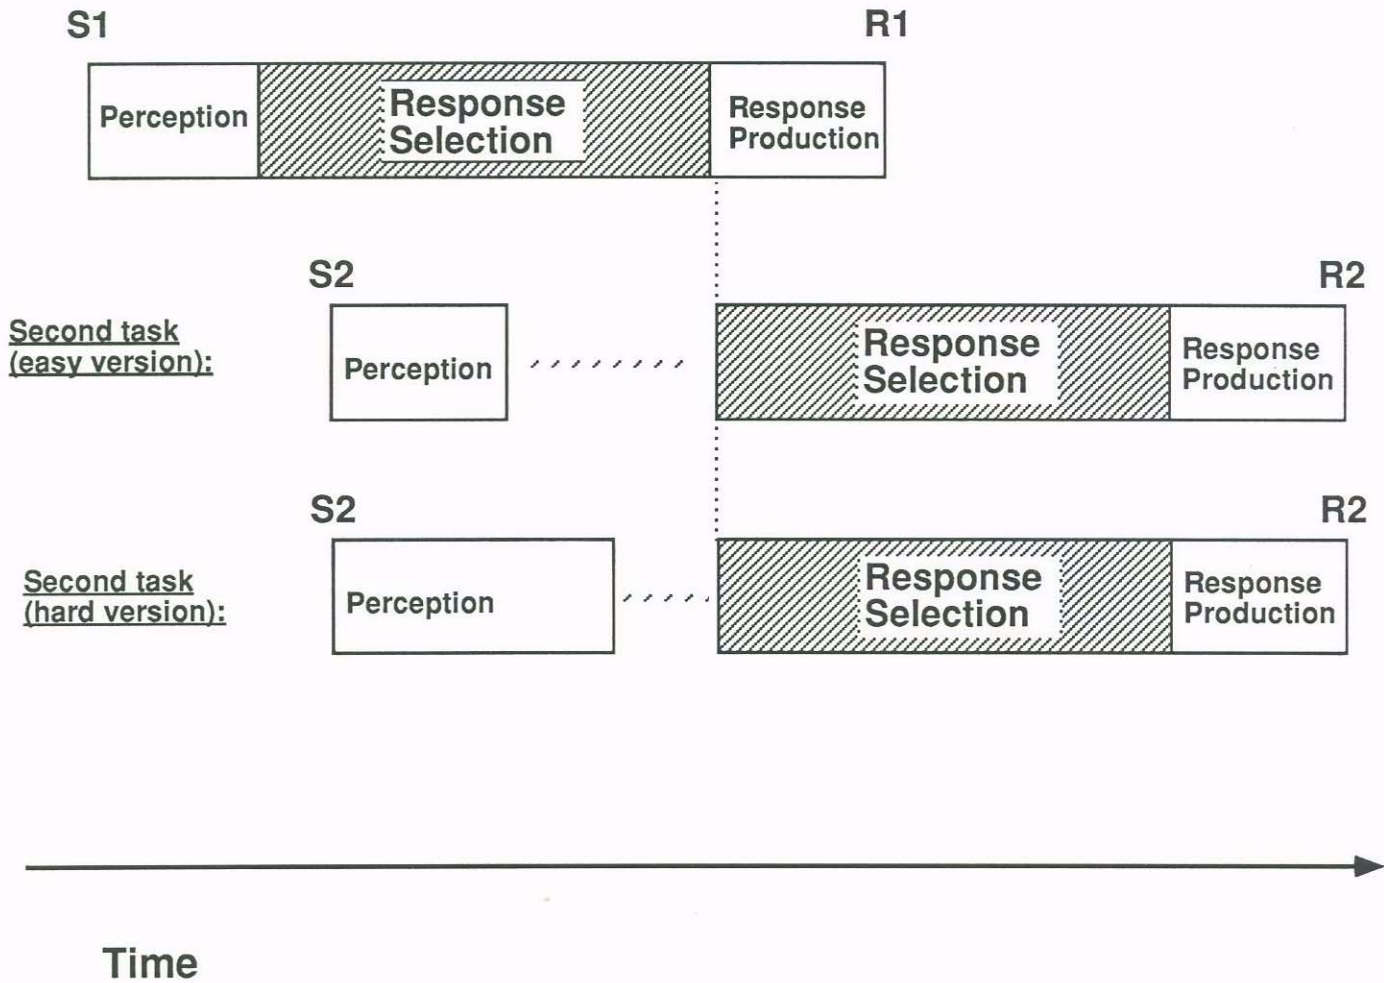 S1
R1
Perception
Response
Selection
Response
Production
S2
R2
Second task
(easy version):
Perception
Response
Selection
Response
Production
S2
R2
Second task
(hard version):
Perception
Response
Selection
Response
Production
Time